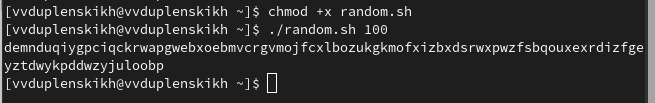 [vvduplenskikh@vvduplenskikh ~]$ chmod +x random.sh
[vvduplenskikh@vvduplenskikh ~]$ ./random.sh 100
demnduqiygpciqckrwapgwebxoebmvcrgvmojfcxlbozukgkmofxizbxdsrwxpwzfsbqouxexrdizfge
yztdwykpddwzyjuloobp
[vvduplenskikh@vvduplenskikh ~]$